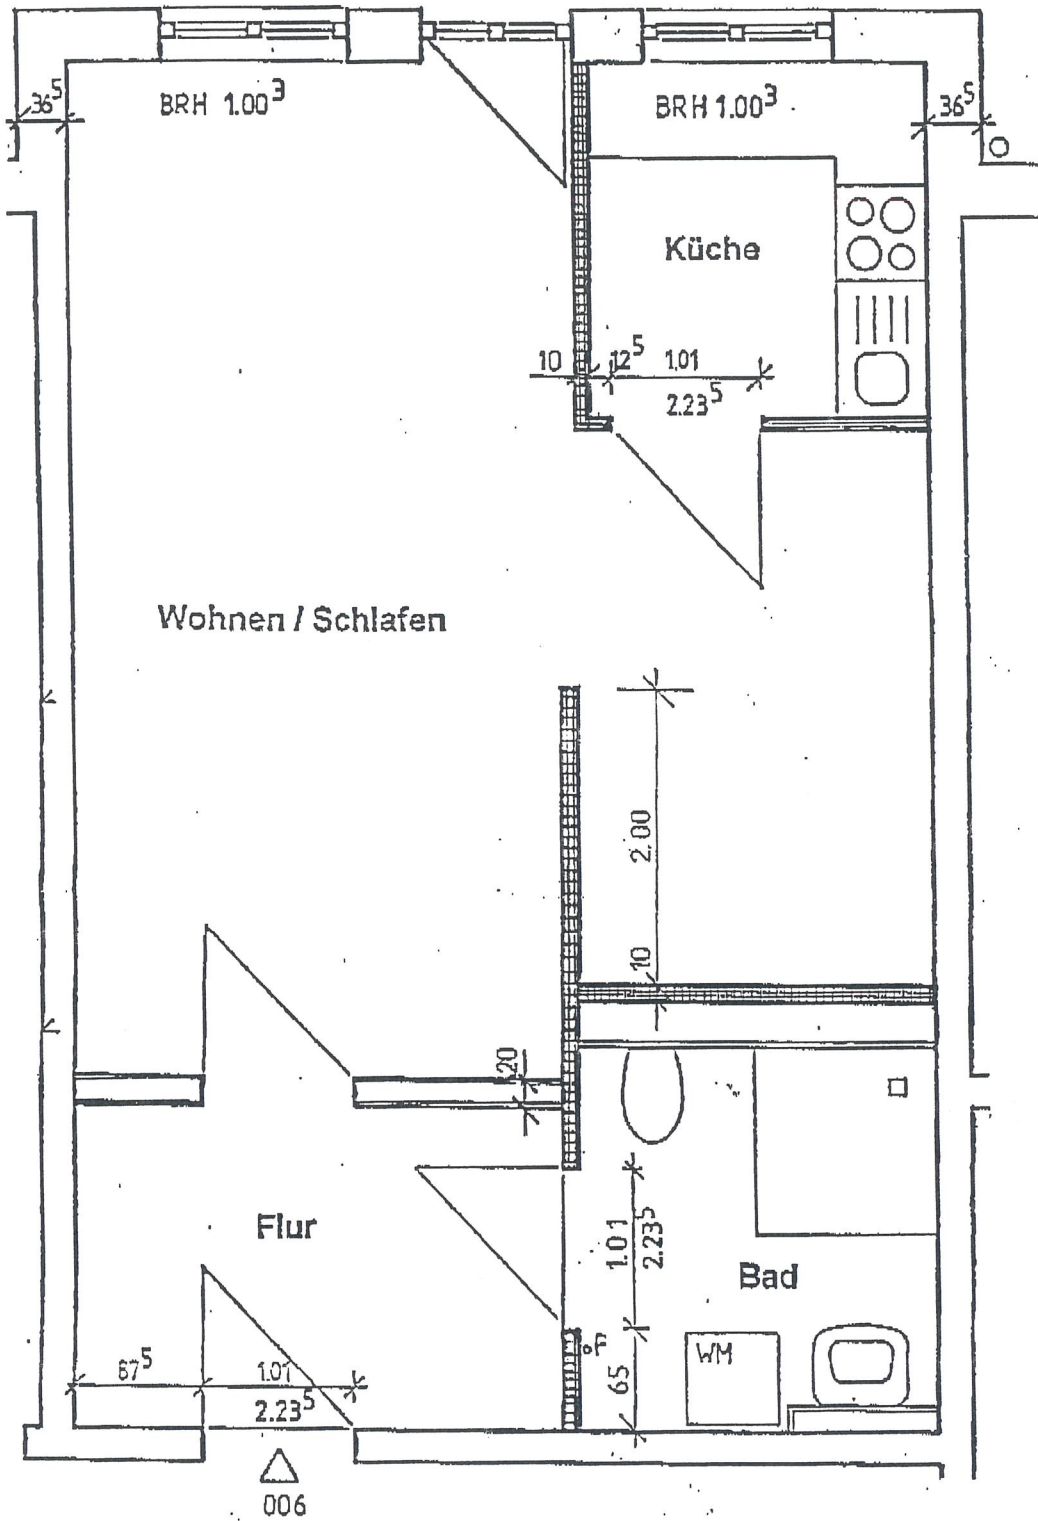 BRH 1.00³
BRH 1.00³
36⁵
36⁵
Küche
10
12⁵
1.01
2.23⁵
Wohnen / Schlafen
2.00
10
20
Flur
1.01
2.23⁵
Bad
F
WM
65
87⁵
1.01
2.23⁵
006